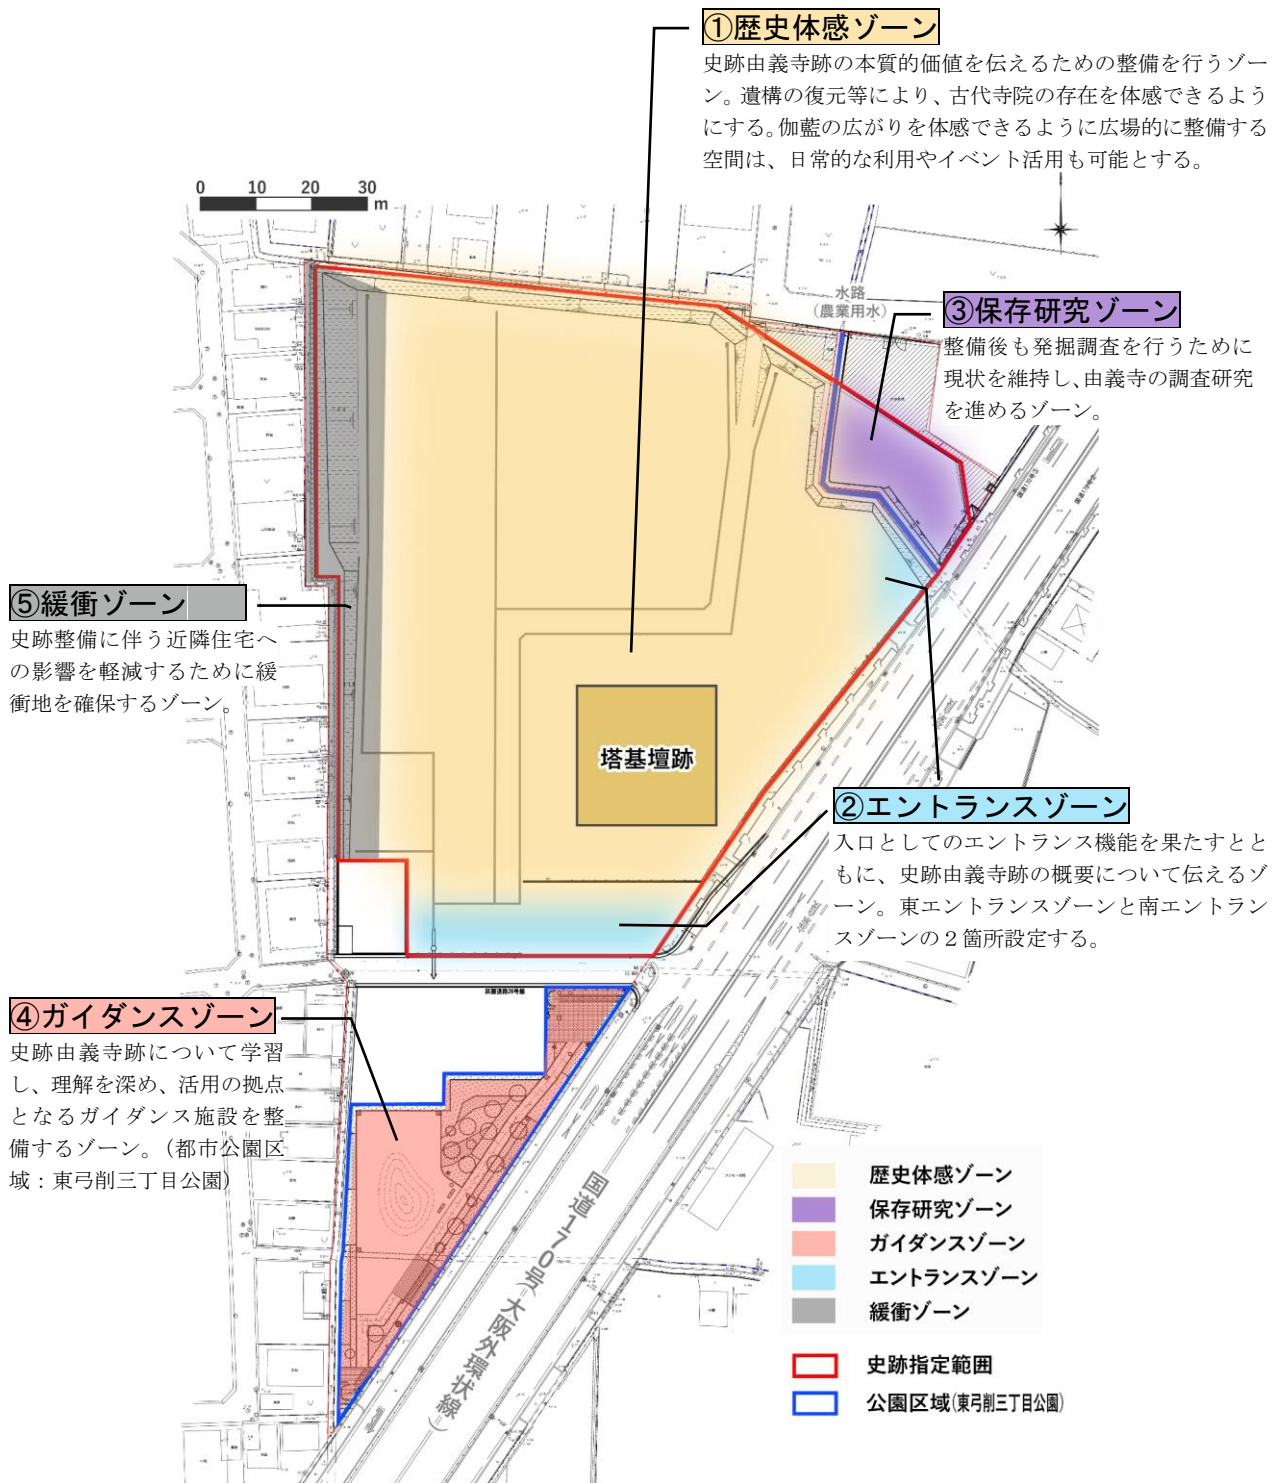 ①歴史体感ゾーン
史跡由義寺跡の本質的価値を伝えるための整備を行うゾー
ン。遺構の復元等により、古代寺院の存在を体感できるよう
にする。伽藍の広がりを体感できるように広場的に整備する
空間は、日常的な利用やイベント活用も可能とする。
0 10 20 30
m
水路
(農業用水)
③保存研究ゾーン
整備後も発掘調査を行うために
現状を維持し、由義寺の調査研究
を進めるゾーン。
⑤緩衝ゾーン
史跡整備に伴う近隣住宅へ
の影響を軽減するために緩
衝地を確保するゾーン。
塔基壇跡
②エントランスゾーン
入口としてのエントランス機能を果たすとと
もに、史跡由義寺跡の概要について伝えるゾ
ーン。東エントランスゾーンと南エントラン
スゾーンの2箇所設定する。
④ガイダンスゾーン
史跡由義寺跡について学習
し、理解を深め、活用の拠点
となるガイダンス施設を整
備するゾーン。(都市公園区
域:東弓削三丁目公園)
国道170号(大阪外環状線)
歴史体感ゾーン
保存研究ゾーン
ガイダンスゾーン
エントランスゾーン
緩衝ゾーン
史跡指定範囲
公園区域(東弓削三丁目公園)